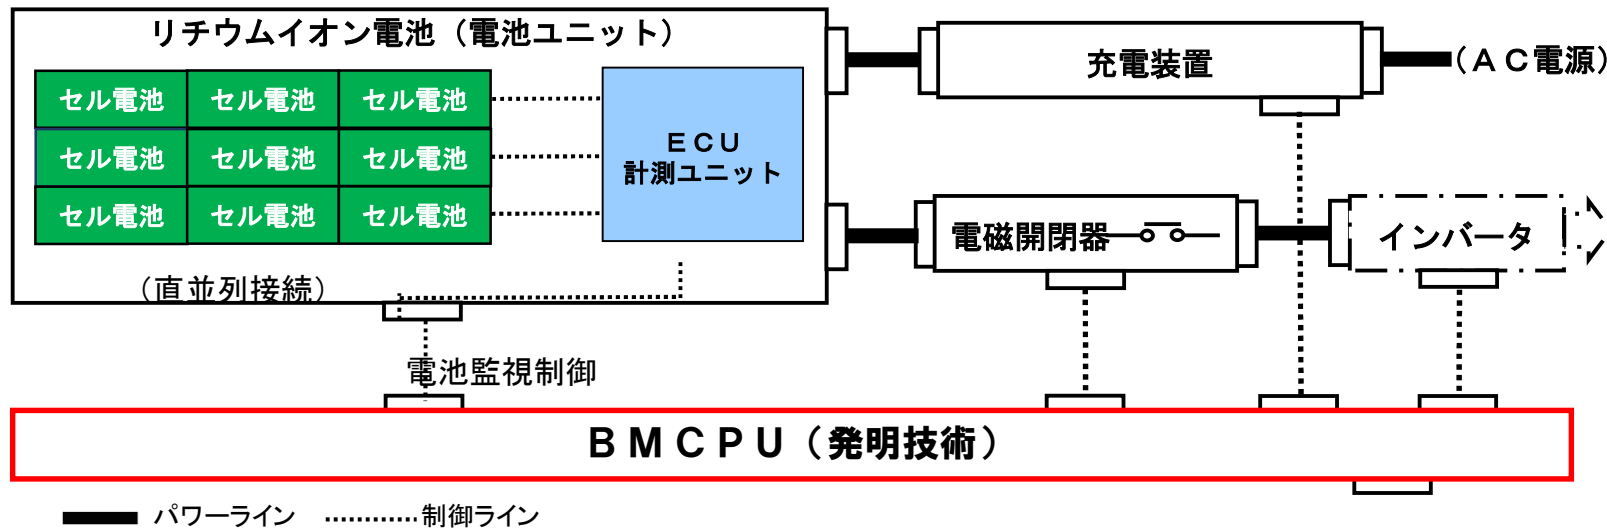 リチウムイオン電池（電池ユニット）
セル電池 セル電池 セル電池
セル電池 セル電池 セル電池
セル電池 セル電池 セル電池
ＥＣＵ
計測ユニット
（直並列接続）
充電装置
（ＡＣ電源）
電磁開閉器
インバータ
電池監視制御
ＢＭＣＰＵ（発明技術）
パワーライン
制御ライン